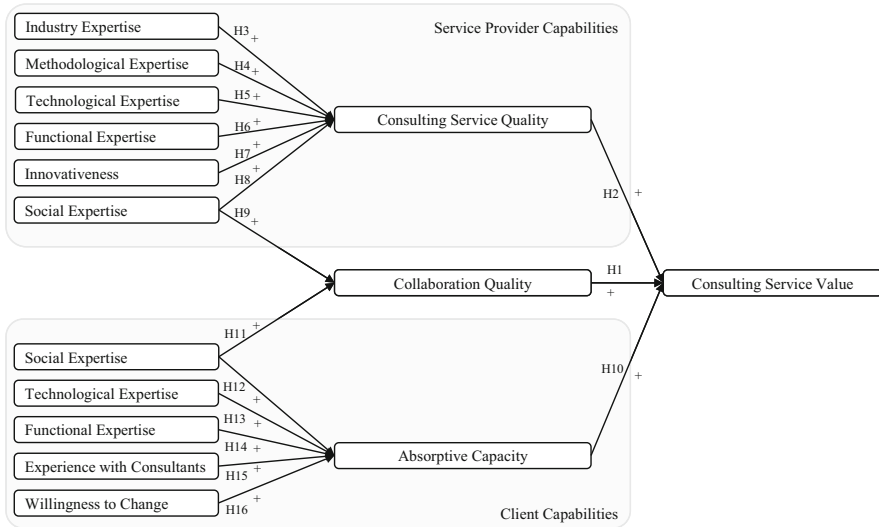 Service Provider Capabilities
Industry Expertise
Methodological Expertise
Technological Expertise
Functional Expertise
Innovativeness
Social Expertise
H3 +
H4 +
H5 +
H6 +
H7 +
H8 +
H9 +
Consulting Service Quality
H2 +
Collaboration Quality
H1 +
Consulting Service Value
H11 +
H10 +
Social Expertise
Technological Expertise
Functional Expertise
Experience with Consultants
Willingness to Change
H12 +
H13 +
H14 +
H15 +
H16 +
Absorptive Capacity
Client Capabilities